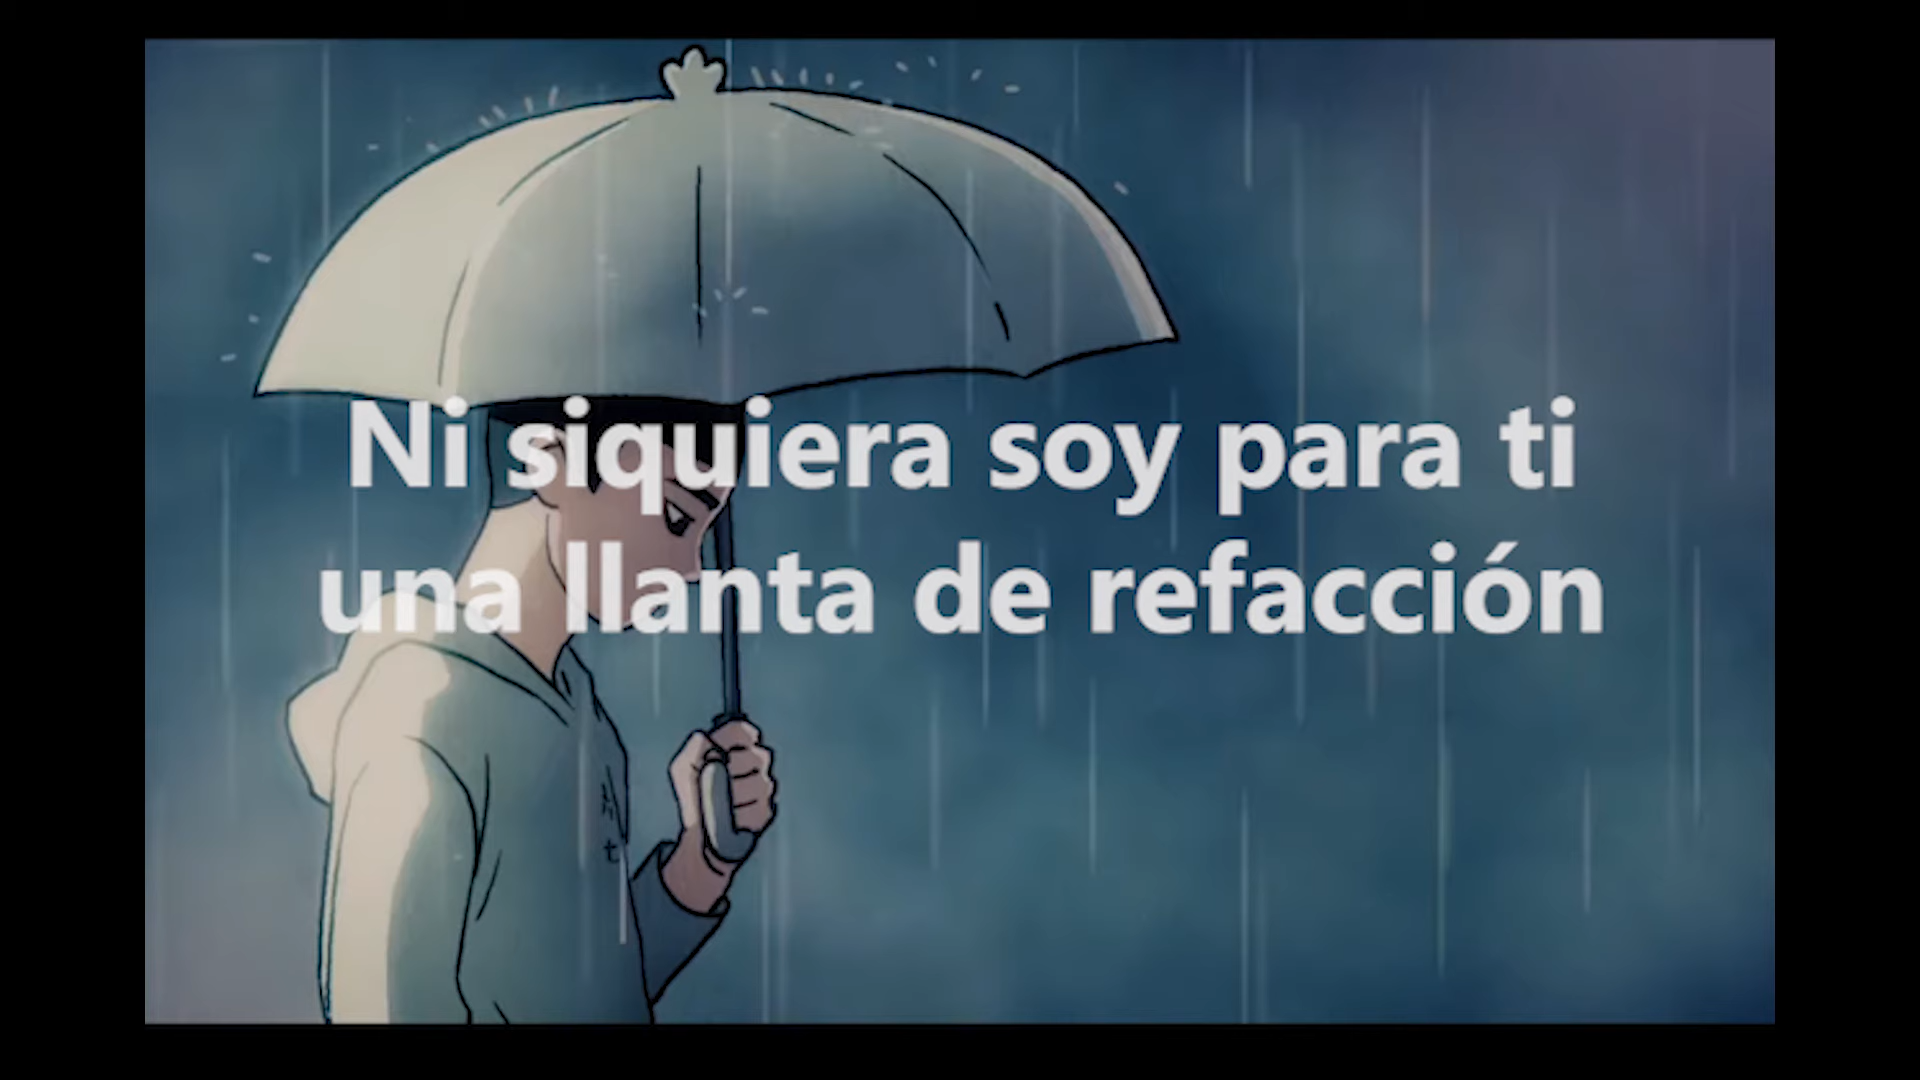 Ni siquiera soy para ti
una llanta de refacción